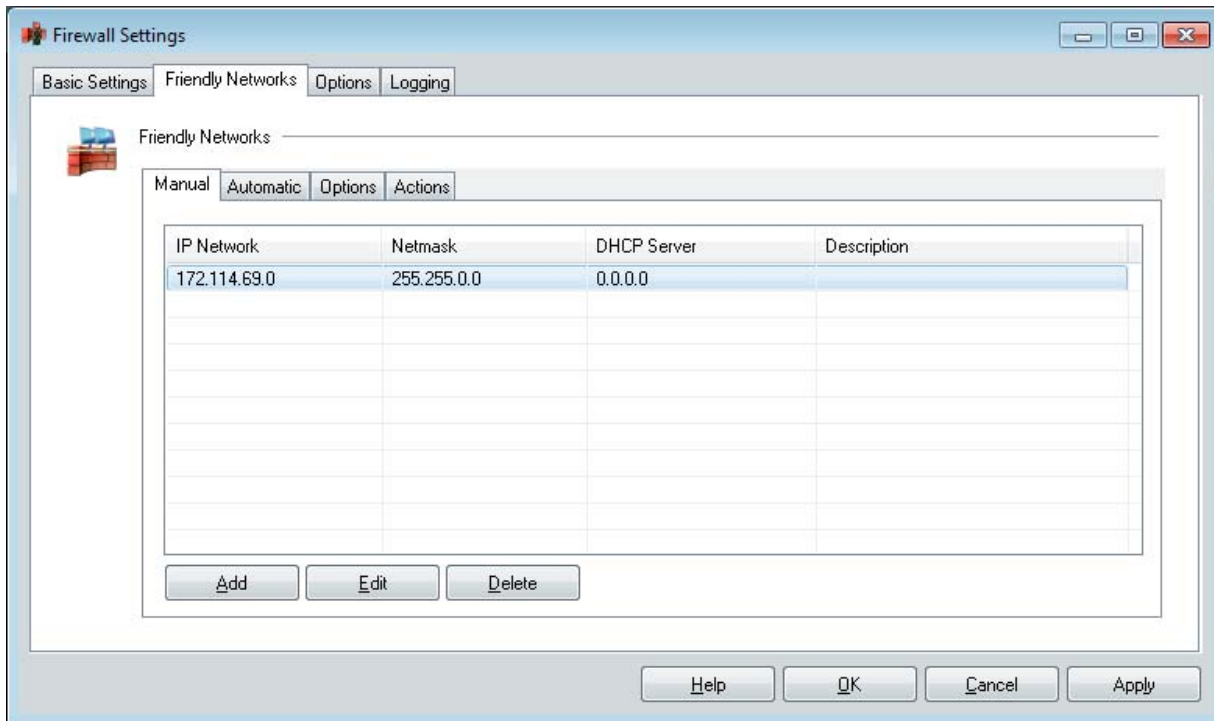 Firewall Settings
Basic Settings Friendly Networks Options Logging
Friendly Networks
Manual Automatic Options Actions
IP Network Netmask DHCP Server Description
172.114.69.0 255.255.0.0 0.0.0.0
Add Edit Delete
Help OK Cancel Apply